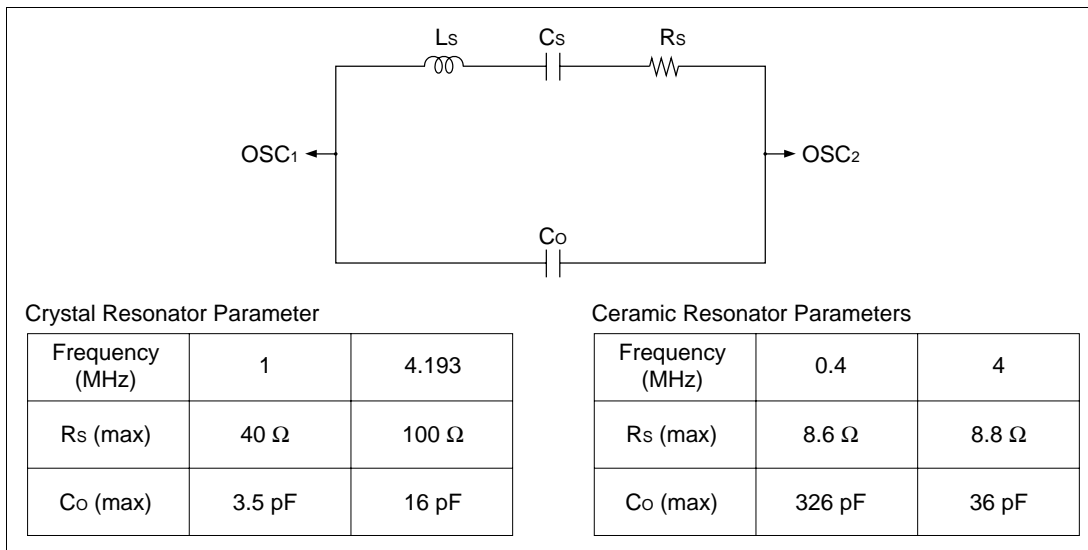 Ls Cs Rs
OSC1 OSC2
Co
Crystal Resonator Parameter
Frequency (MHz) 1 4.193
Rs (max) 40 Ω 100 Ω
Co (max) 3.5 pF 16 pF
Ceramic Resonator Parameters
Frequency (MHz) 0.4 4
Rs (max) 8.6 Ω 8.8 Ω
Co (max) 326 pF 36 pF